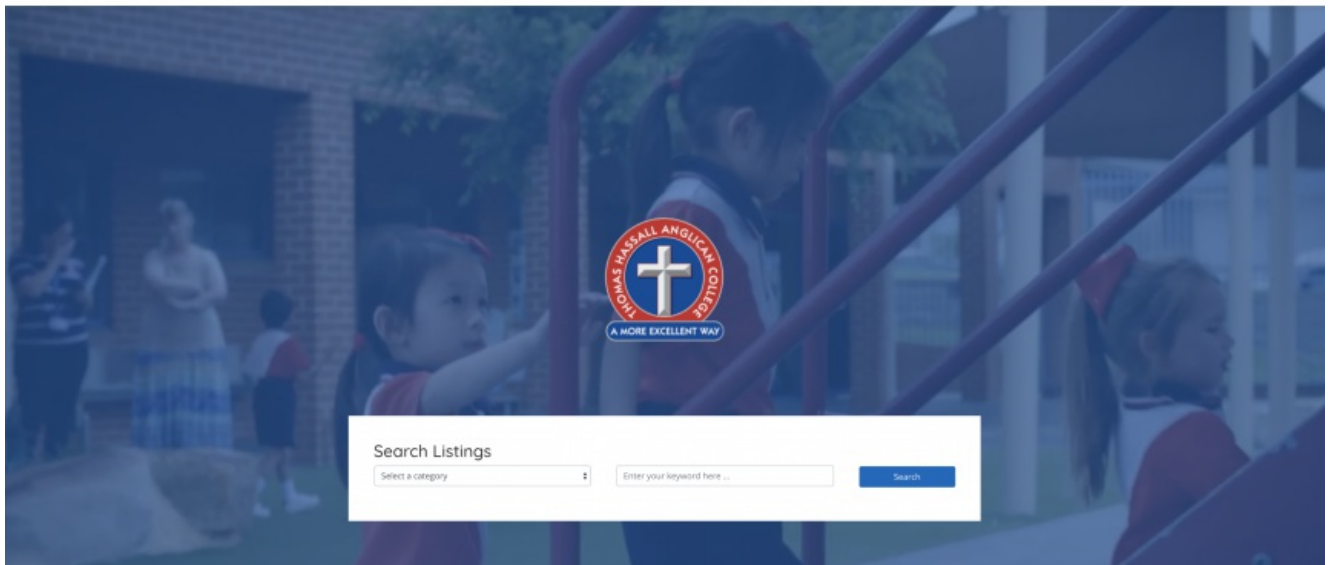 THOMAS HASSALL ANGLICAN COLLEGE
A MORE EXCELLENT WAY
Search Listings
Select a category
Enter your keyword here ...
Search